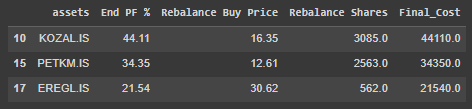 assets End PF % Rebalance Buy Price Rebalance Shares Final_Cost
10 KOZAL.IS 44.11 16.35 3085.0 44110.0
15 PETKM.IS 34.35 12.61 2563.0 34350.0
17 EREGL.IS 21.54 30.62 562.0 21540.0